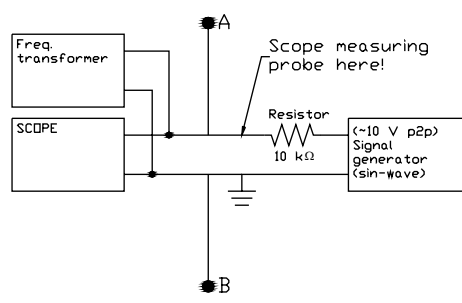 A
Freq.
transformer
Scope measuring
probe here!
SCOPE
Resistor
10 kΩ
(~10 V p2p)
Signal
generator
(sin-wave)
B